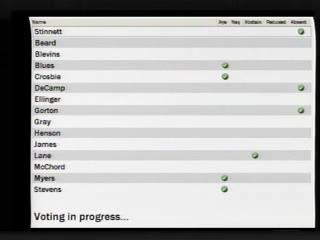 Name Aye Nay Abstain Recused Absent
Stinnett
Beard
Blevins
Blues
Crosbie
DeCamp
Ellinger
Gorton
Gray
Henson
James
Lane
McChord
Myers
Stevens
Voting in progress...